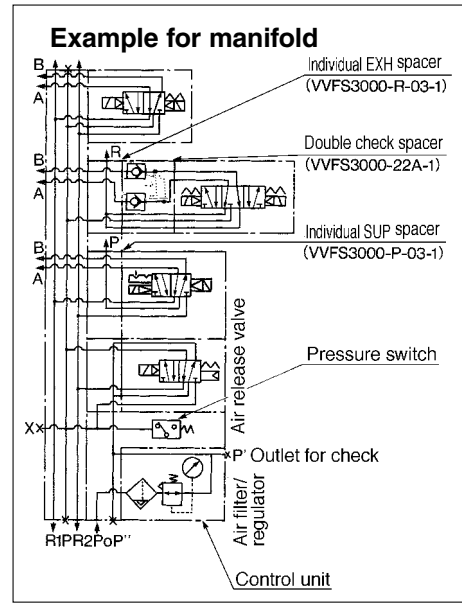 Example for manifold
Individual EXH spacer
(VVFS3000-R-03-1)
Double check spacer
(VVFS3000-22A-1)
Individual SUP spacer
(VVFS3000-P-03-1)
B
A
R
B
A
P
B
A
Air release valve
Pressure switch
X
P' Outlet for check
Air filter/
regulator
R1PR2PoP"
Control unit